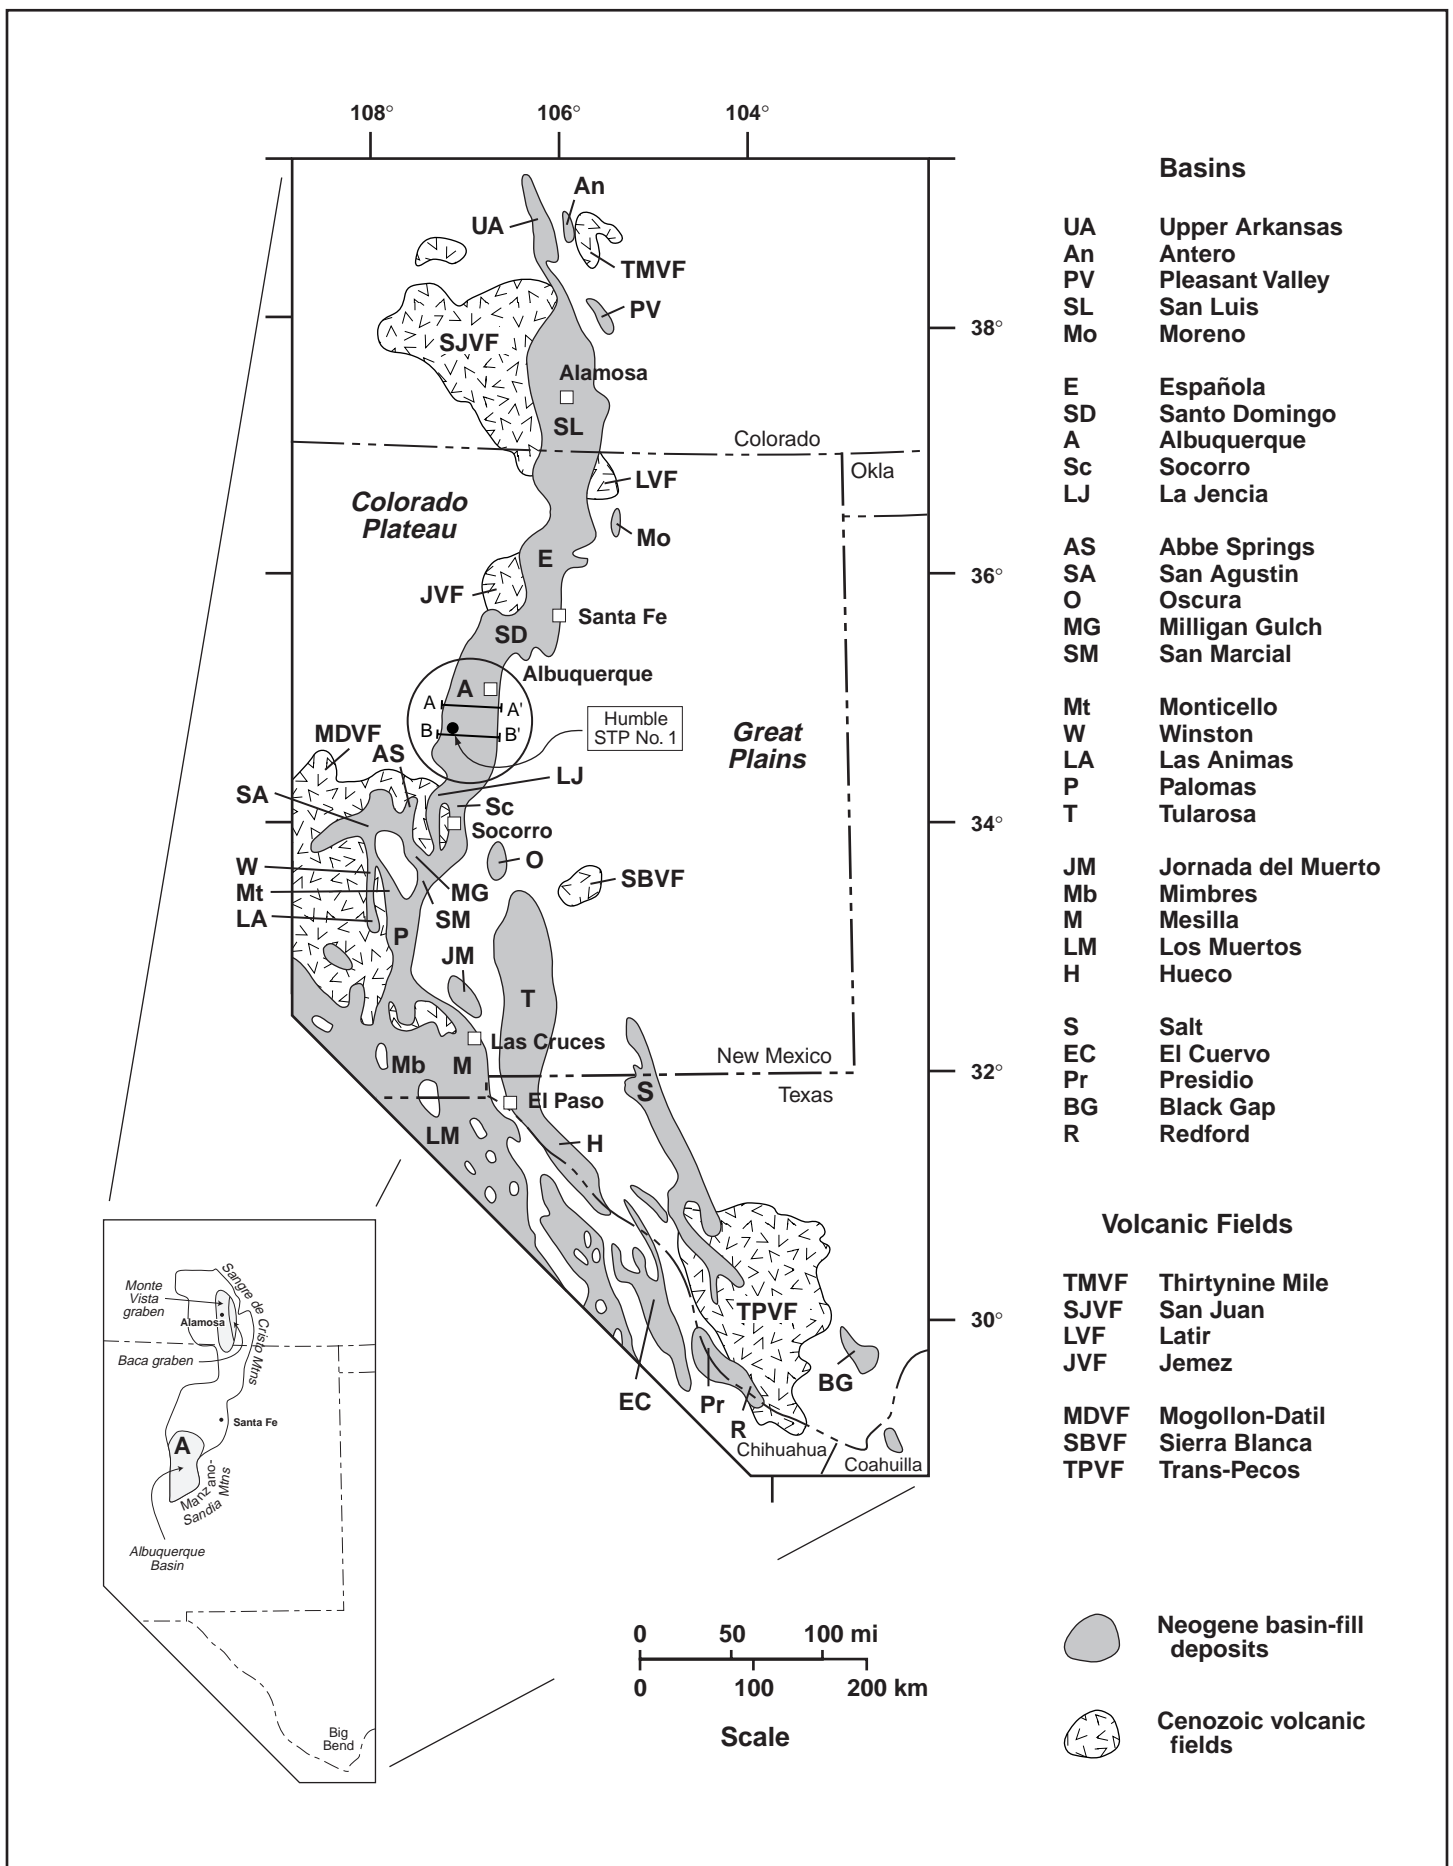 108° 106° 104°
An
UA
TMVF
PV
38°
SJVF
Alamosa
SL
Colorado
Okla
LVF
Colorado
Plateau
Mo
E
36°
JVF
Santa Fe
SD
Albuquerque
A
A A'
B B'
Humble
STP No. 1
Great
Plains
MDVF
AS
LJ
SA
Sc
Socorro
34°
O
W
SBVF
Mt
MG
LA
SM
P
JM
T
Las Cruces
New Mexico
32°
Mb
M
S
Texas
El Paso
LM
H
TPVF
30°
BG
EC
Pr
R
Chihuahua
Coahuilla
Basins
UA Upper Arkansas
An Antero
PV Pleasant Valley
SL San Luis
Mo Moreno
E Española
SD Santo Domingo
A Albuquerque
Sc Socorro
LJ La Jencia
AS Abbe Springs
SA San Agustin
O Oscura
MG Milligan Gulch
SM San Marcial
Mt Monticello
W Winston
LA Las Animas
P Palomas
T Tularosa
JM Jornada del Muerto
Mb Mimbres
M Mesilla
LM Los Muertos
H Hueco
S Salt
EC El Cuervo
Pr Presidio
BG Black Gap
R Redford
Volcanic Fields
TMVF Thirtynine Mile
SJVF San Juan
LVF Latir
JVF Jemez
MDVF Mogollon-Datil
SBVF Sierra Blanca
TPVF Trans-Pecos
Neogene basin-fill
deposits
Cenozoic volcanic
fields
Sangre de Cristo Mtns
Monte
Vista
graben
Alamosa
Baca graben
Santa Fe
A
Manzano-
Sandia Mtns
Albuquerque
Basin
Big
Bend
0 50 100 mi
0 100 200 km
Scale